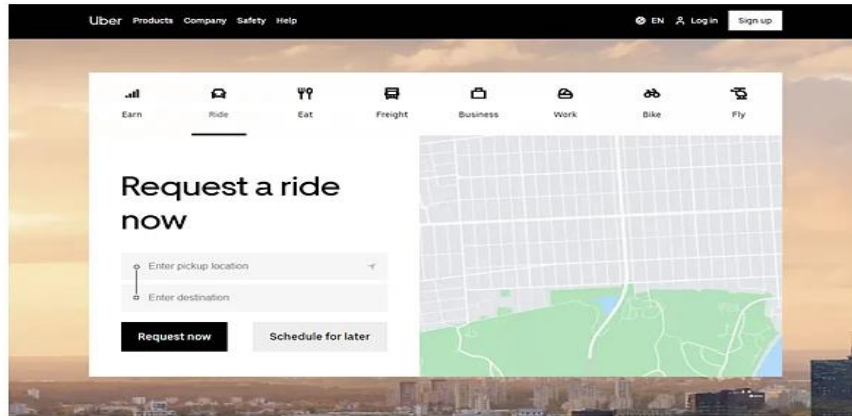 Uber Products Company Safety Help EN Log in Sign up
Earn Ride Eat Freight Business Work Bike Fly
Request a ride
now
Enter pickup location
Enter destination
Request now Schedule for later